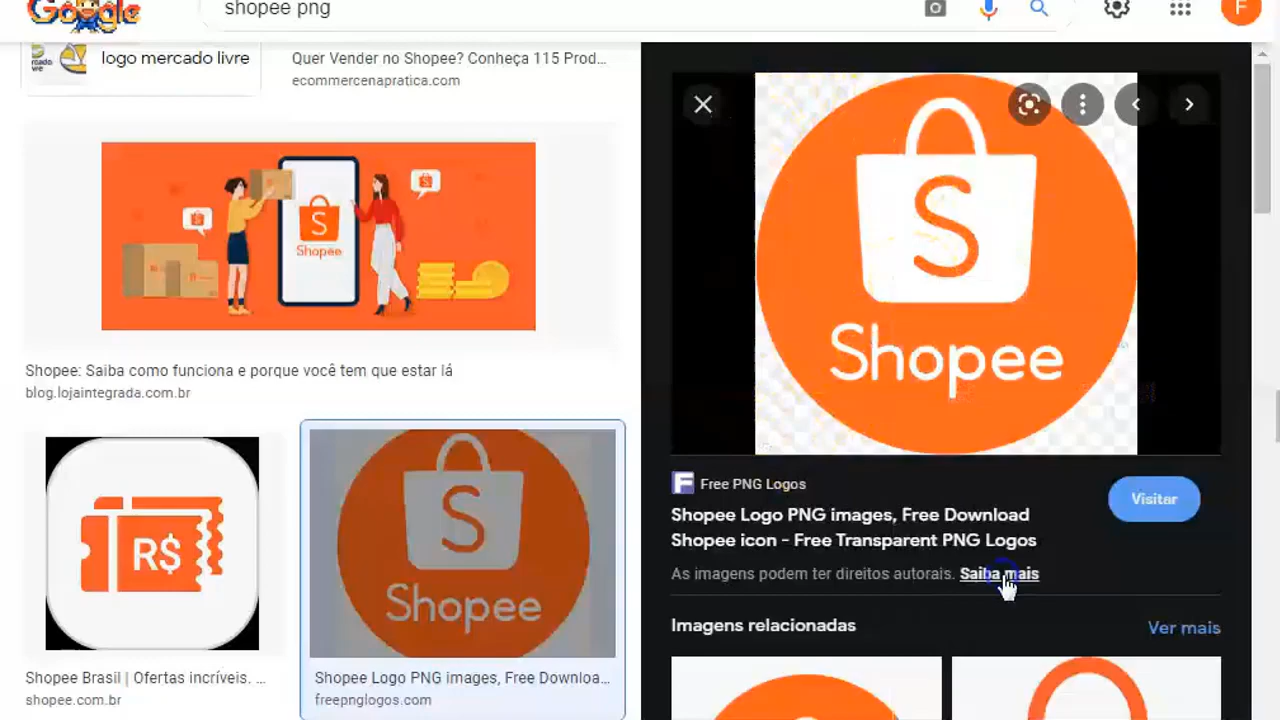 Google
shopee png
F
logo mercado livre
Quer Vender no Shopee? Conheça 115 Prod...
ecommercenapratica.com
S
Shopee
Shopee: Saiba como funciona e porque você tem que estar lá
blog.lojaintegrada.com.br
R$
Shopee Brasil | Ofertas incríveis. ...
shopee.com.br
S
Shopee
Shopee Logo PNG images, Free Downloa...
freepnglogos.com
S
Shopee
F Free PNG Logos
Visitar
Shopee Logo PNG images, Free Download
Shopee icon - Free Transparent PNG Logos
As imagens podem ter direitos autorais. Saiba mais
Imagens relacionadas
Ver mais